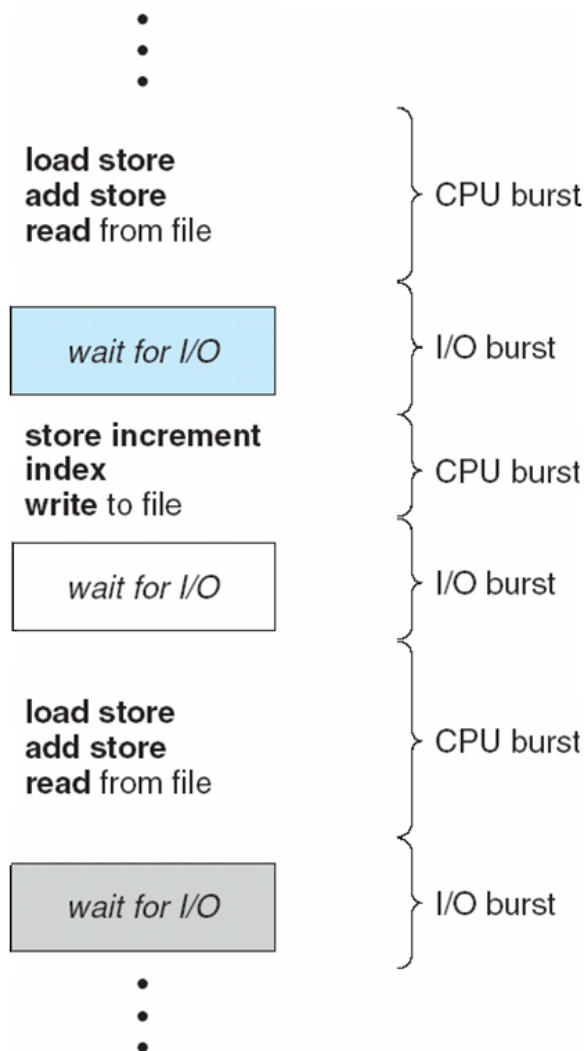 load store
add store
read from file
CPU burst
wait for I/O
I/O burst
store increment
index
write to file
CPU burst
wait for I/O
I/O burst
load store
add store
read from file
CPU burst
wait for I/O
I/O burst